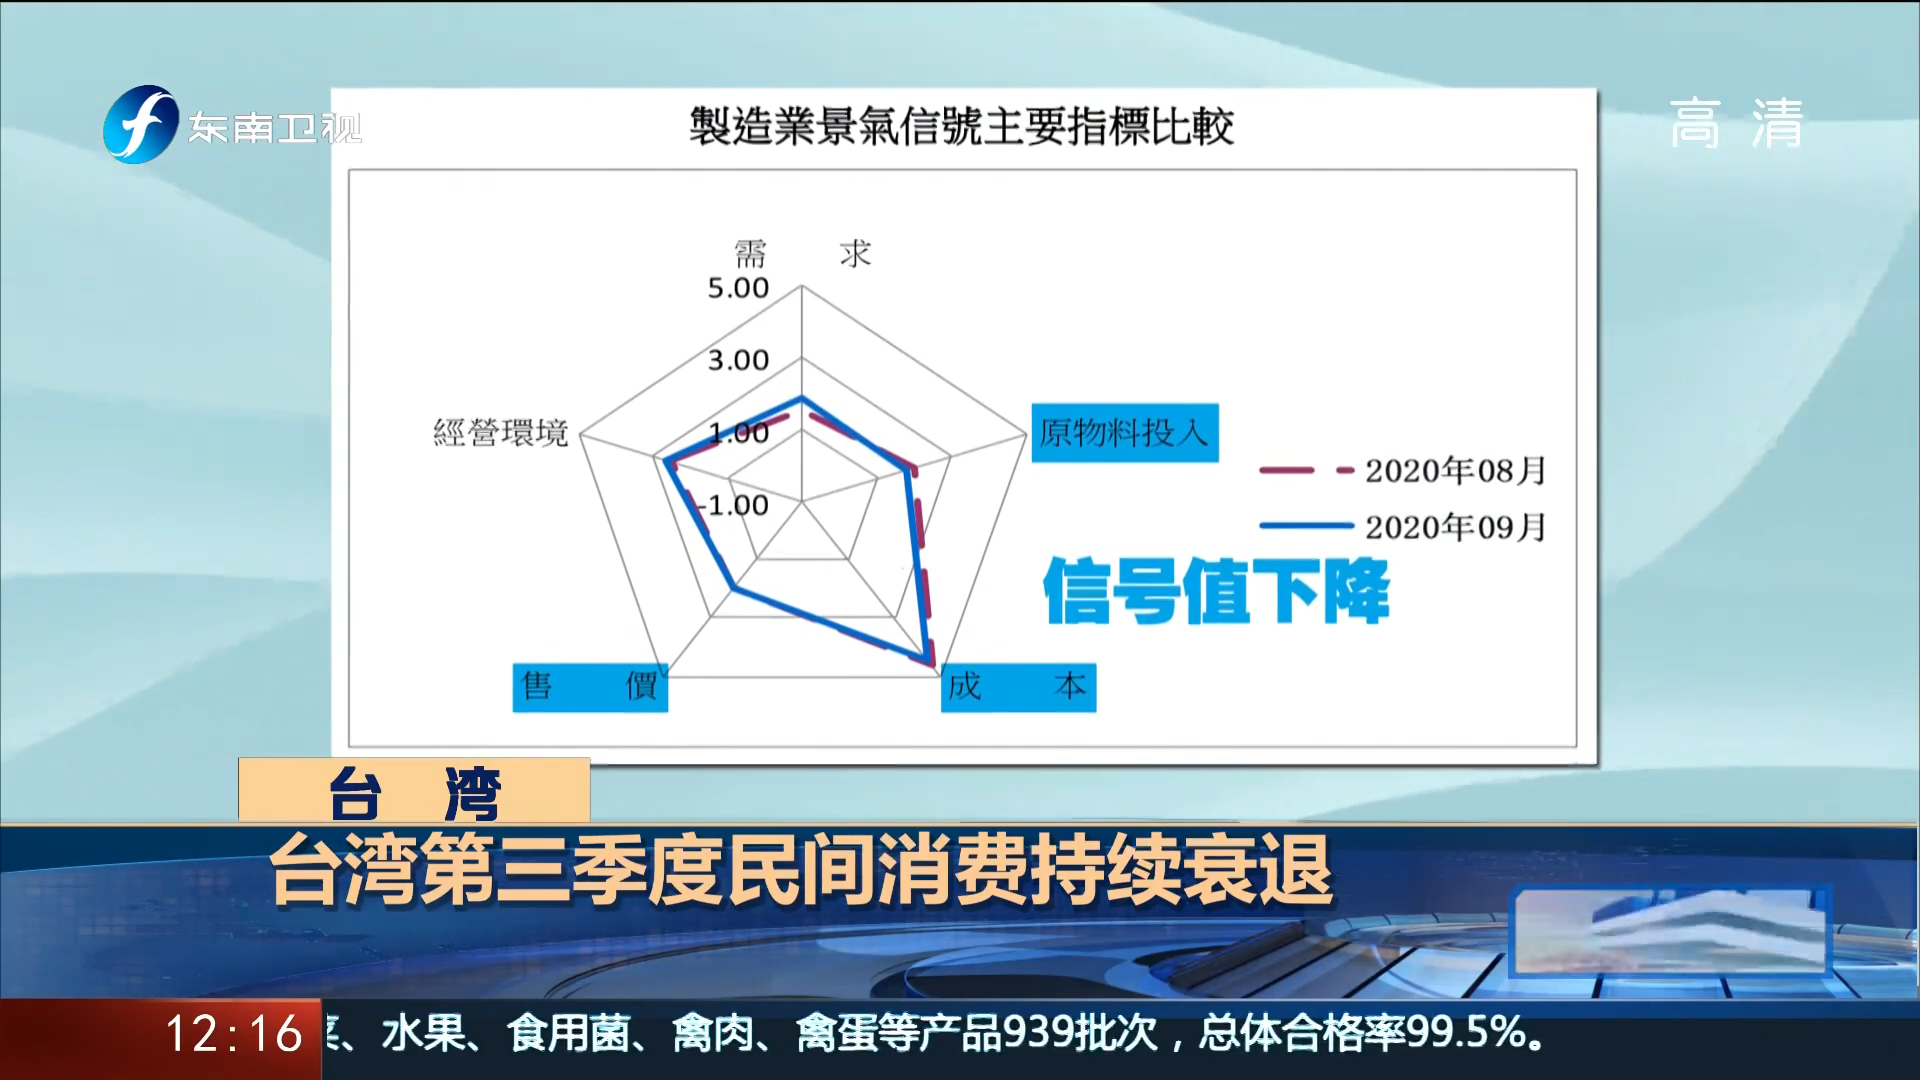 东南卫视
高清
製造業景氣信號主要指標比較
需求
5.00
3.00
1.00
-1.00
經營環境
原物料投入
2020年08月
2020年09月
信号值下降
售價
成本
台湾
台湾第三季度民间消费持续衰退
12:16
、水果、食用菌、禽肉、禽蛋等产品939批次，总体合格率99.5%。